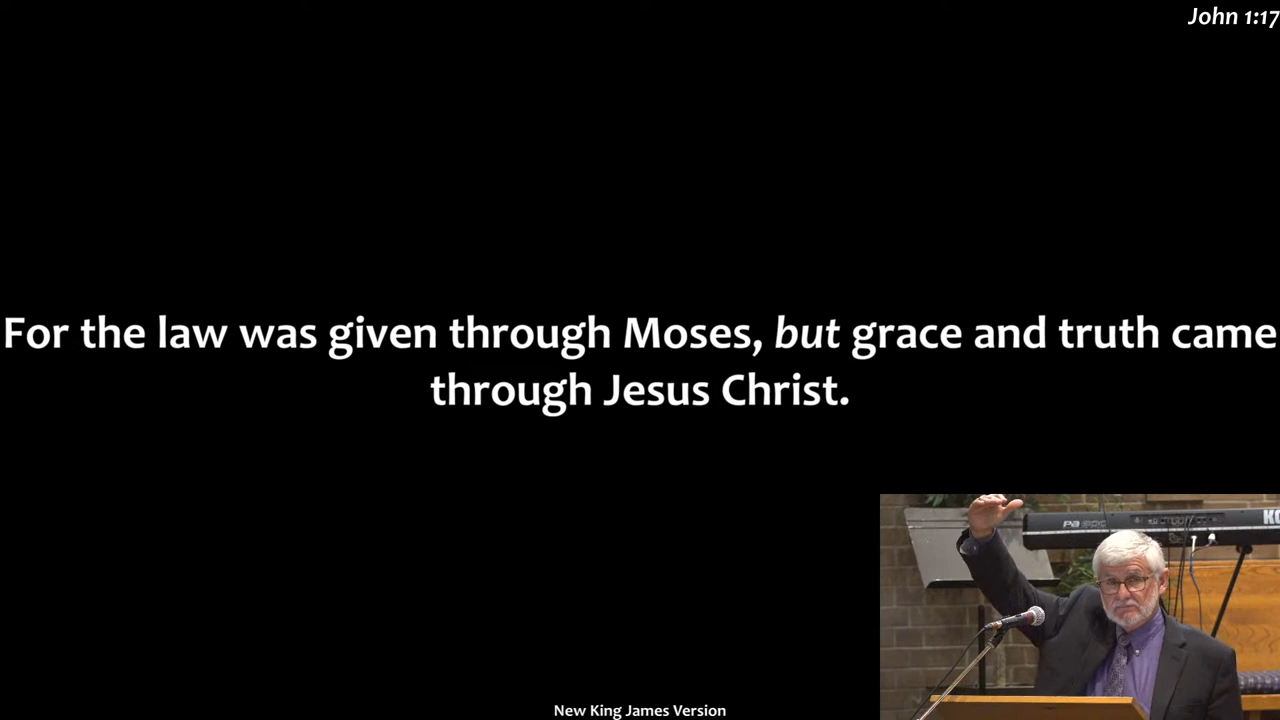 John 1:17
For the law was given through Moses, but grace and truth came
through Jesus Christ.
New King James Version